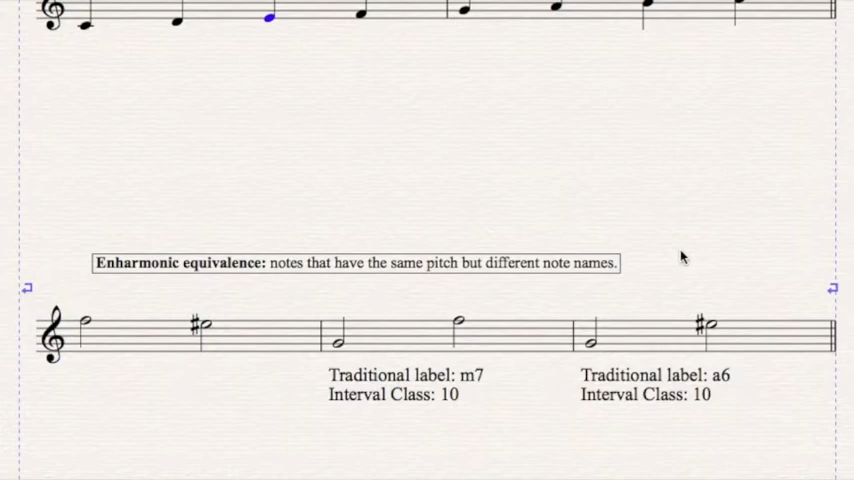 Enharmonic equivalence: notes that have the same pitch but different note names.
Traditional label: m7
Interval Class: 10
Traditional label: a6
Interval Class: 10